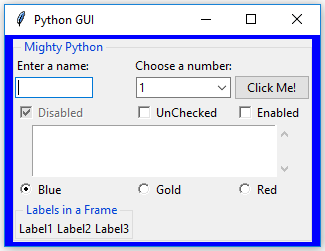 Python GUI
Mighty Python
Enter a name: Choose a number:
1 Click Me!
Disabled UnChecked Enabled
Blue Gold Red
Labels in a Frame
Label1 Label2 Label3